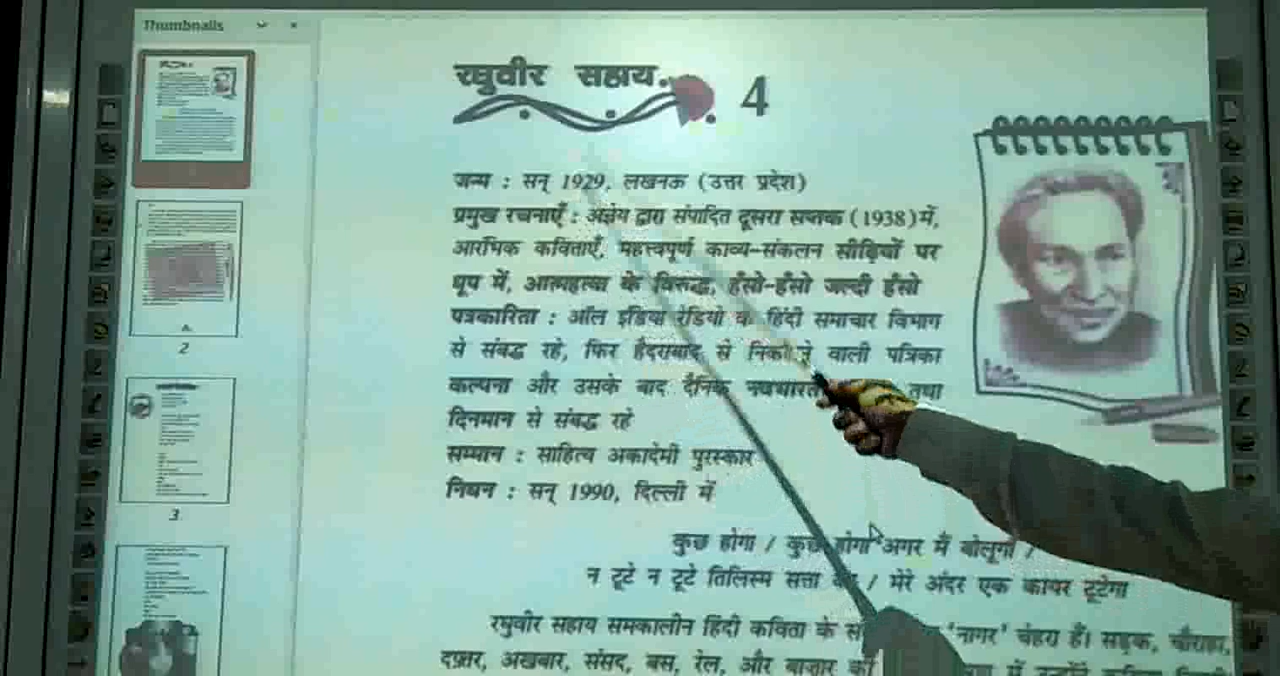 Thumbnails
रघुवीर सहाय
4
जन्म : सन् 1929, लखनऊ (उत्तर प्रदेश)
प्रमुख रचनाएँ : अज्ञेय द्वारा संपादित दूसरा सप्तक (1938) में,
आरंभिक कविताएँ, महत्त्वपूर्ण काव्य-संकलन सीढ़ियों पर
धूप में, आत्महत्या के विरुद्ध, हँसो-हँसो जल्दी हँसो
पत्रकारिता : ऑल इंडिया रेडियो के हिंदी समाचार विभाग
से संबद्ध रहे, फिर हैदराबाद से वाली पत्रिका
कल्पना और उसके बाद दैनिक तथा
दिनमान से संबद्ध रहे
सम्मान : साहित्य अकादेमी पुरस्कार
निधन : सन् 1990, दिल्ली में
कुछ होगा / कुछ होगा अगर मैं बोलूँगा /
न टूटे न टूटे तिलिस्म सत्ता का / मेरे अंदर एक कायर टूटेगा
रघुवीर सहाय समकालीन हिंदी कविता के 'नागर' चेहरा हैं। सड़क, चौराहा,
दफ़्तर, अखबार, संसद, बस, रेल, और बाज़ार की में उन्होंने
2
3